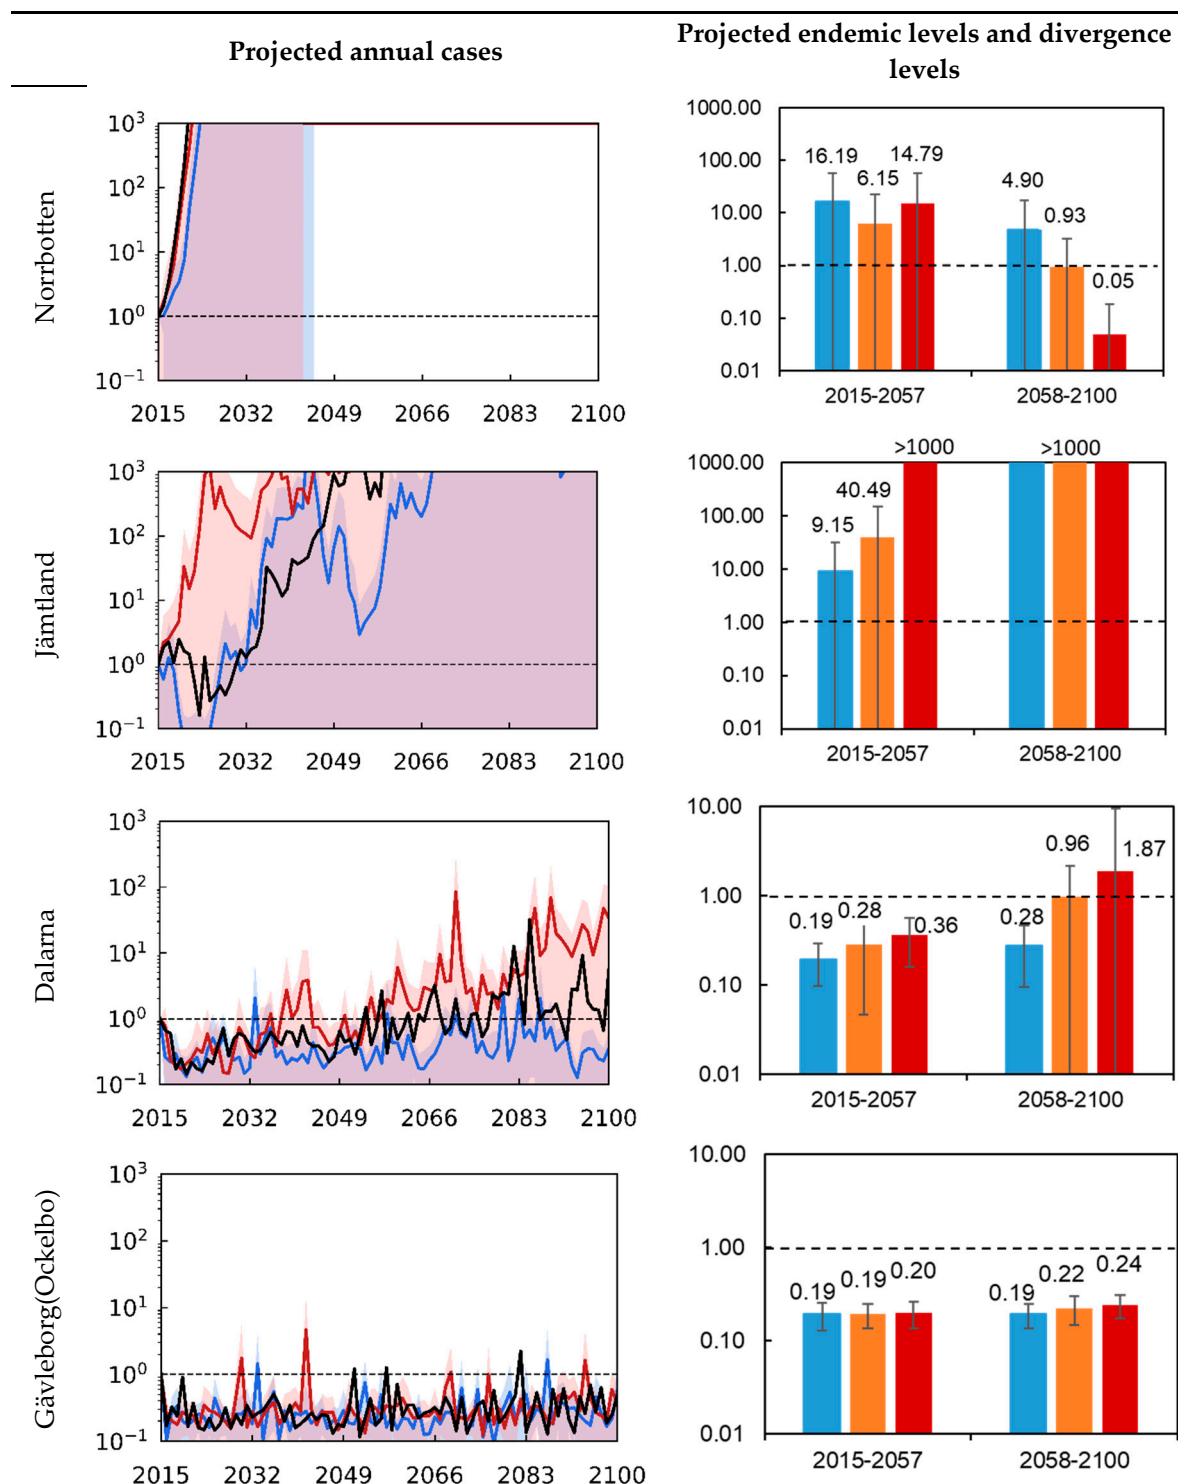 Projected annual cases
Projected endemic levels and divergence
levels
Norrbotten
10³
10²
10¹
10⁰
10⁻¹
2015 2032 2049 2066 2083 2100
1000.00
100.00
10.00
1.00
0.10
0.01
16.19 6.15 14.79 4.90 0.93 0.05
2015-2057 2058-2100
Jämtland
10³
10²
10¹
10⁰
10⁻¹
2015 2032 2049 2066 2083 2100
1000.00
100.00
10.00
1.00
0.10
0.01
9.15 40.49 >1000 >1000
2015-2057 2058-2100
Dalarna
10³
10²
10¹
10⁰
10⁻¹
2015 2032 2049 2066 2083 2100
10.00
1.00
0.10
0.01
0.19 0.28 0.36 0.28 0.96 1.87
2015-2057 2058-2100
Gävleborg(Ockelbo)
10³
10²
10¹
10⁰
10⁻¹
2015 2032 2049 2066 2083 2100
10.00
1.00
0.10
0.01
0.19 0.19 0.20 0.19 0.22 0.24
2015-2057 2058-2100